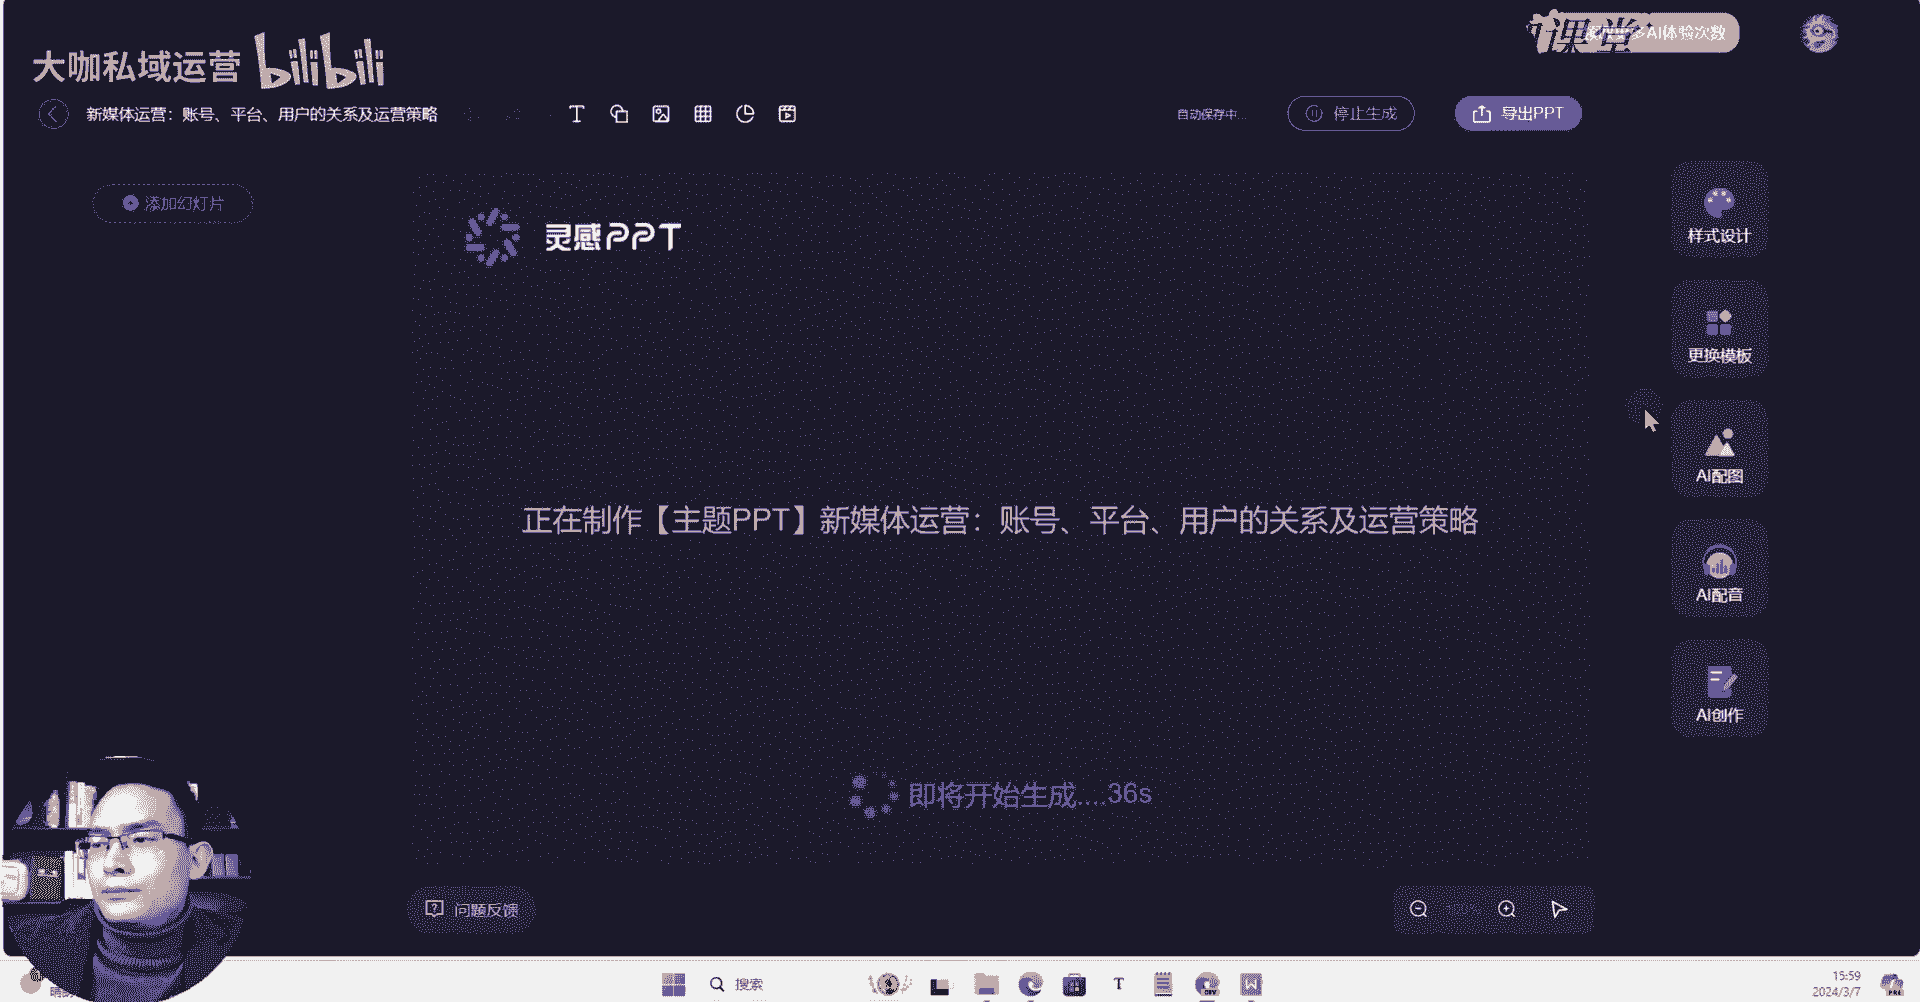 大咖私域运营 bilibili
课堂
AI体验次数
新媒体运营：账号、平台、用户的关系及运营策略
自动保存中...
停止生成
导出PPT
添加幻灯片
灵感PPT
样式设计
更换模板
AI配图
AI配音
AI创作
正在制作【主题PPT】新媒体运营：账号、平台、用户的关系及运营策略
即将开始生成....36s
问题反馈
100%
搜索
15:59
2024/3/7